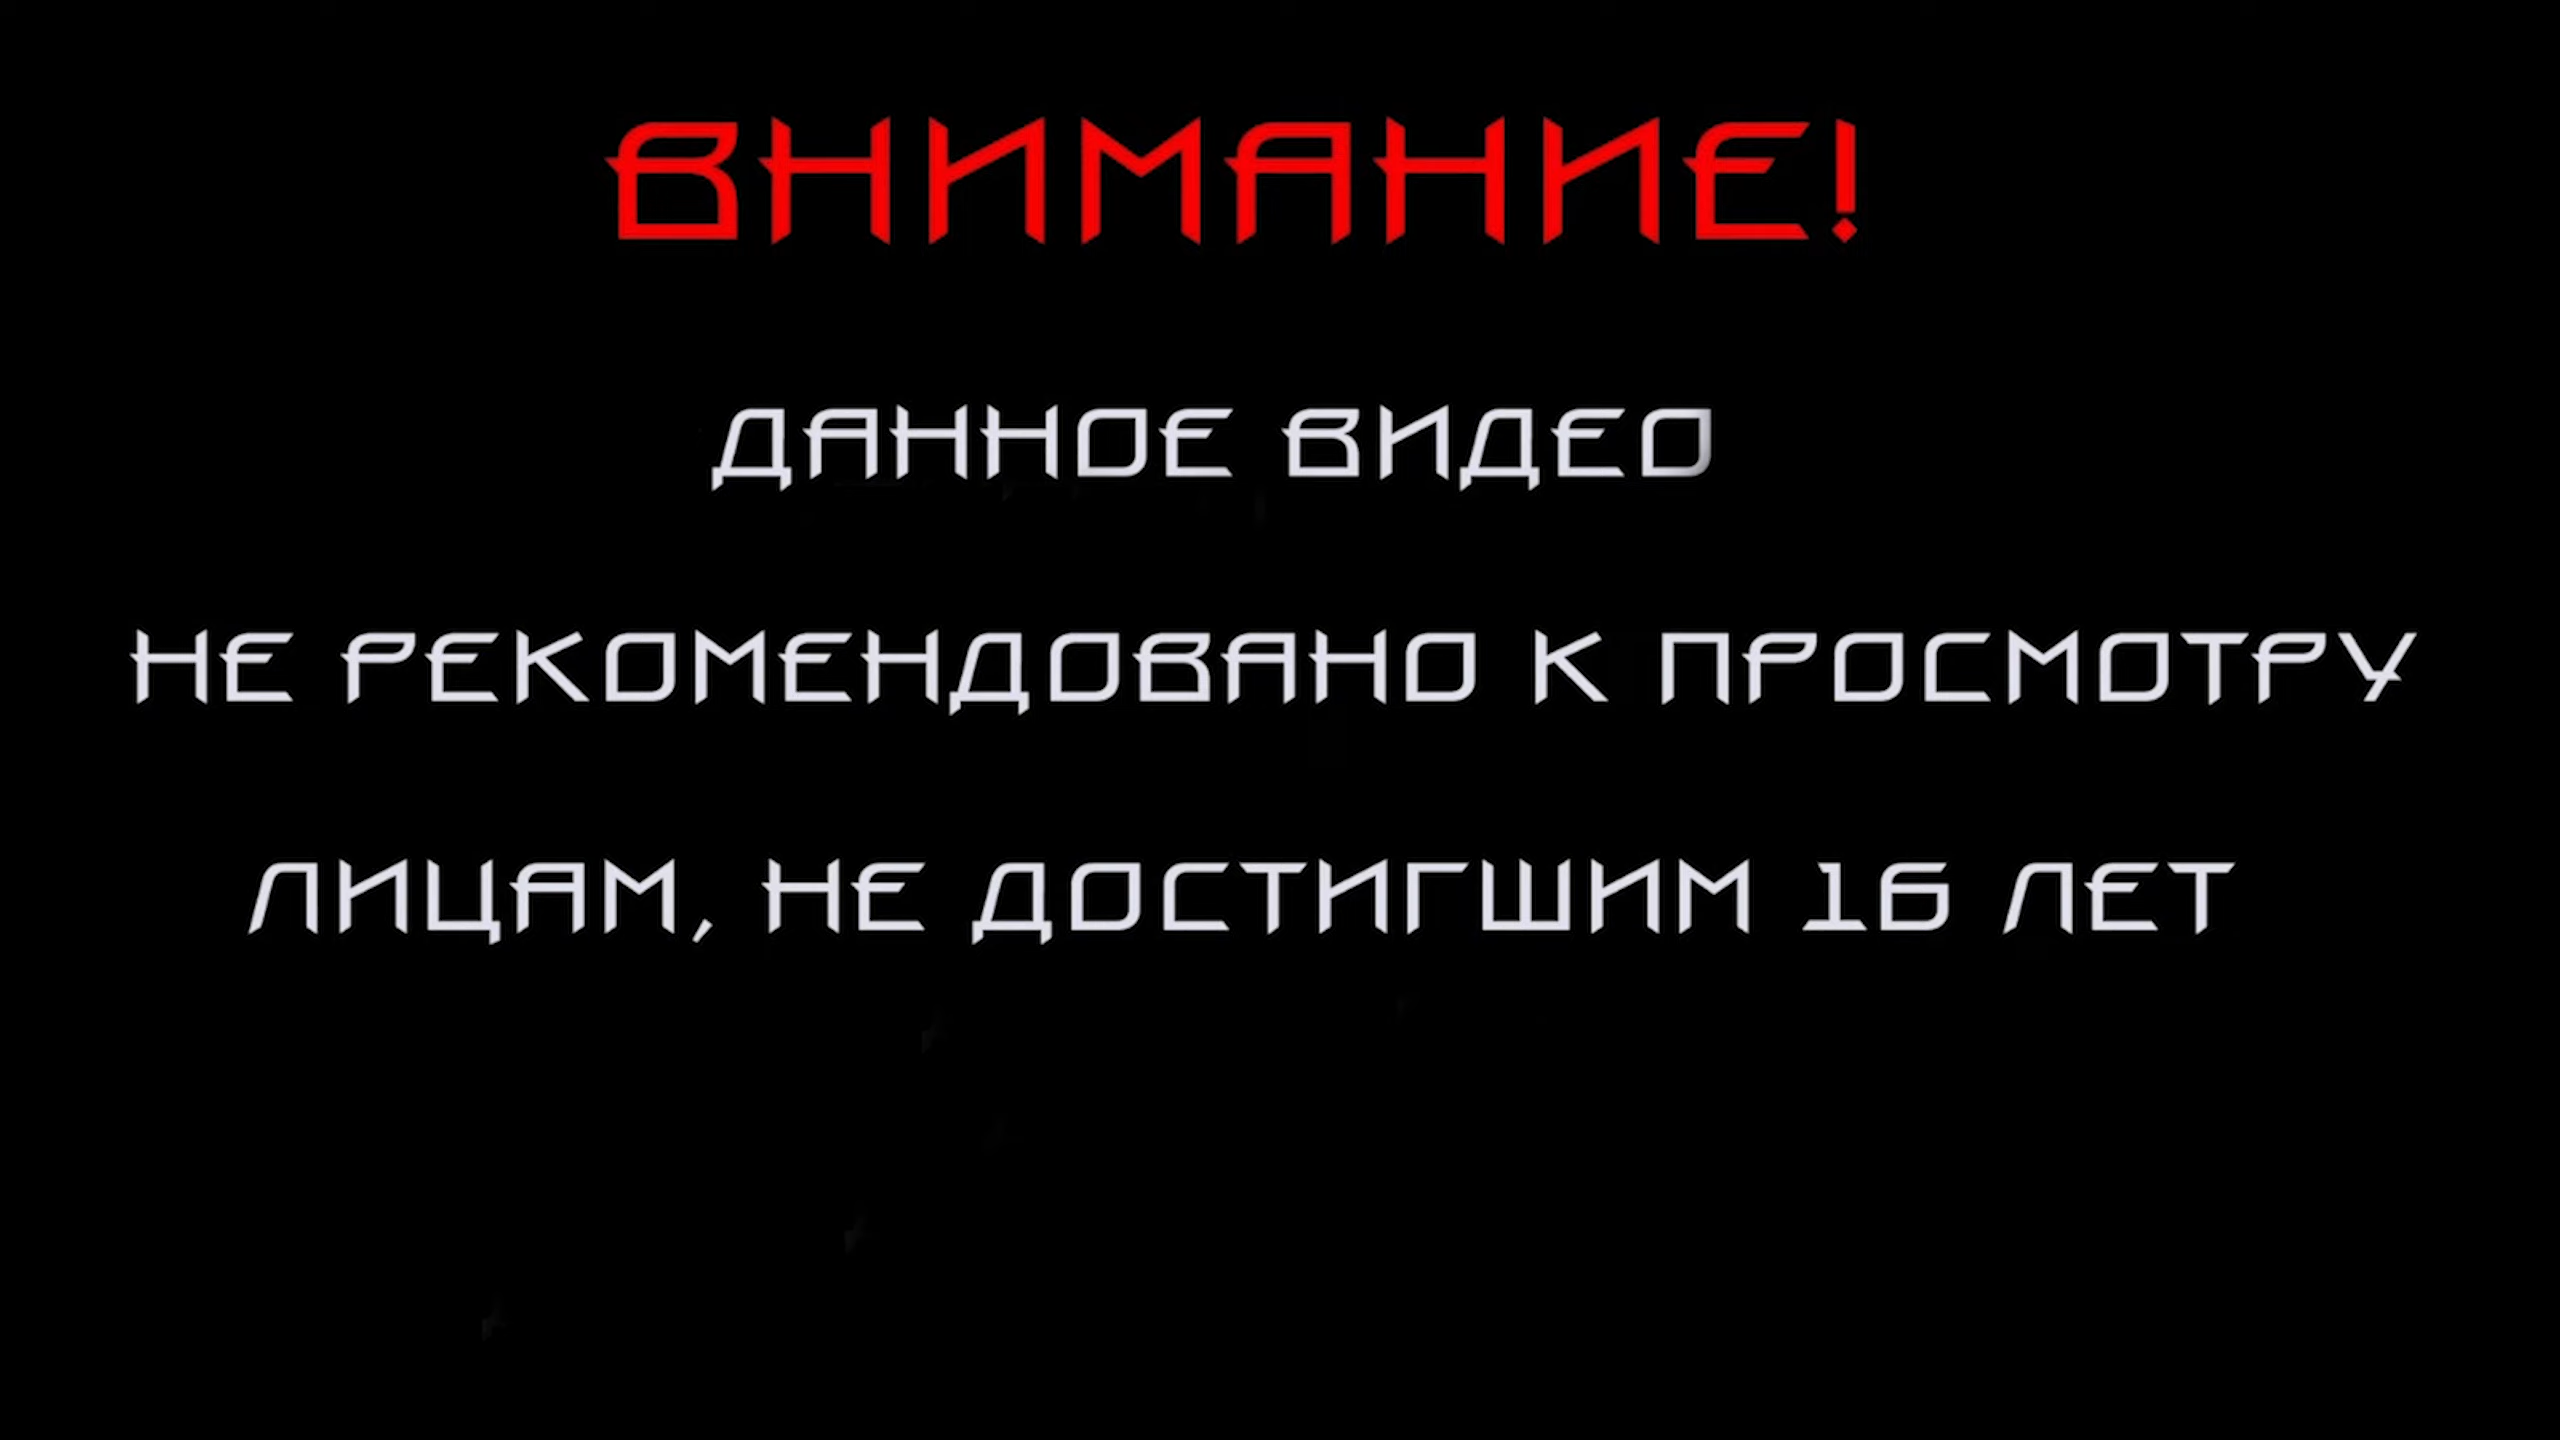 ВНИМАНИЕ!
ДАННОЕ ВИДЕО
НЕ РЕКОМЕНДОВАНО К ПРОСМОТРУ
ЛИЦАМ, НЕ ДОСТИГШИМ 16 ЛЕТ